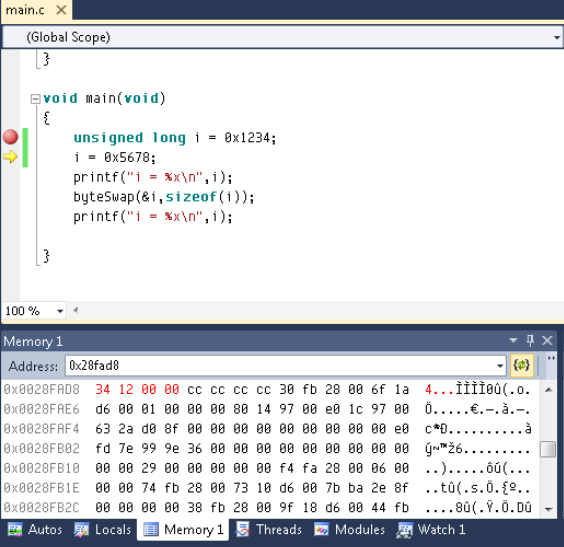 main.c ×
(Global Scope)
}
void main(void)
{
unsigned long i = 0x1234;
i = 0x5678;
printf("i = %x\n",i);
byteSwap(&i,sizeof(i));
printf("i = %x\n",i);
}
100 %
Memory 1
Address: 0x28fad8
0x0028FAD8 34 12 00 00 cc cc cc cc 30 fb 28 00 6f 1a 4...ÌÌÌÌ0û(.o.
0x0028FAE6 d6 00 01 00 00 00 80 14 97 00 e0 1c 97 00 Ö.....€.—.à.—.
0x0028FAF4 63 2a d0 8f 00 00 00 00 00 00 00 00 00 e0 c*Ð..........à
0x0028FB02 fd 7e 99 9e 36 00 00 00 00 00 00 00 00 00 ý~™ž6.........
0x0028FB10 00 00 29 00 00 00 00 00 f4 fa 28 00 06 00 ..).....ôú(...
0x0028FB1E 00 00 74 fb 28 00 73 10 d6 00 7b ba 2e 8f ..tû(.s.Ö.{º..
0x0028FB2C 00 00 00 00 38 fb 28 00 9f 18 d6 00 44 fb ....8û(.Ÿ.Ö.Dû
Autos Locals Memory 1 Threads Modules Watch 1